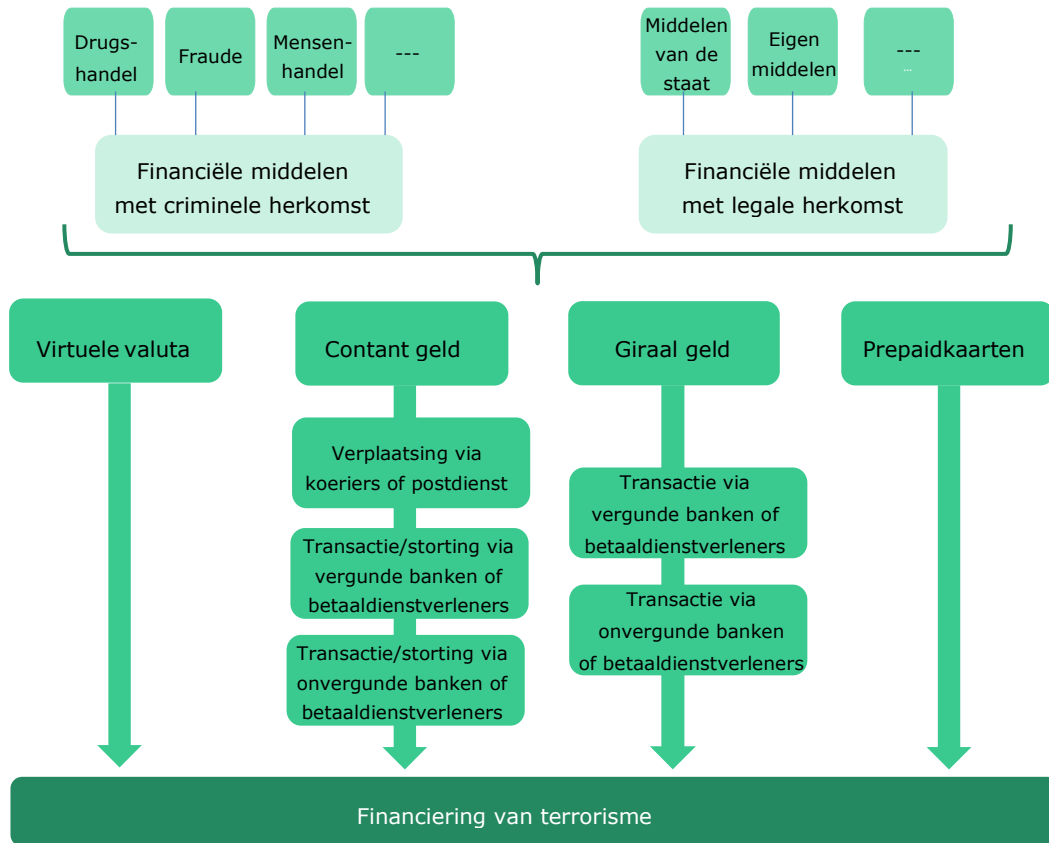 Drugs-
handel
Fraude
Mensen-
handel
---
Middelen
van de
staat
Eigen
middelen
---
...
Financiële middelen
met criminele herkomst
Financiële middelen
met legale herkomst
Virtuele valuta
Contant geld
Giraal geld
Prepaidkaarten
Verplaatsing via
koeriers of postdienst
Transactie/storting via
vergunde banken of
betaaldienstverleners
Transactie/storting via
onvergunde banken of
betaaldienstverleners
Transactie via
vergunde banken of
betaaldienstverleners
Transactie via
onvergunde banken
of betaaldienstverleners
Financiering van terrorisme